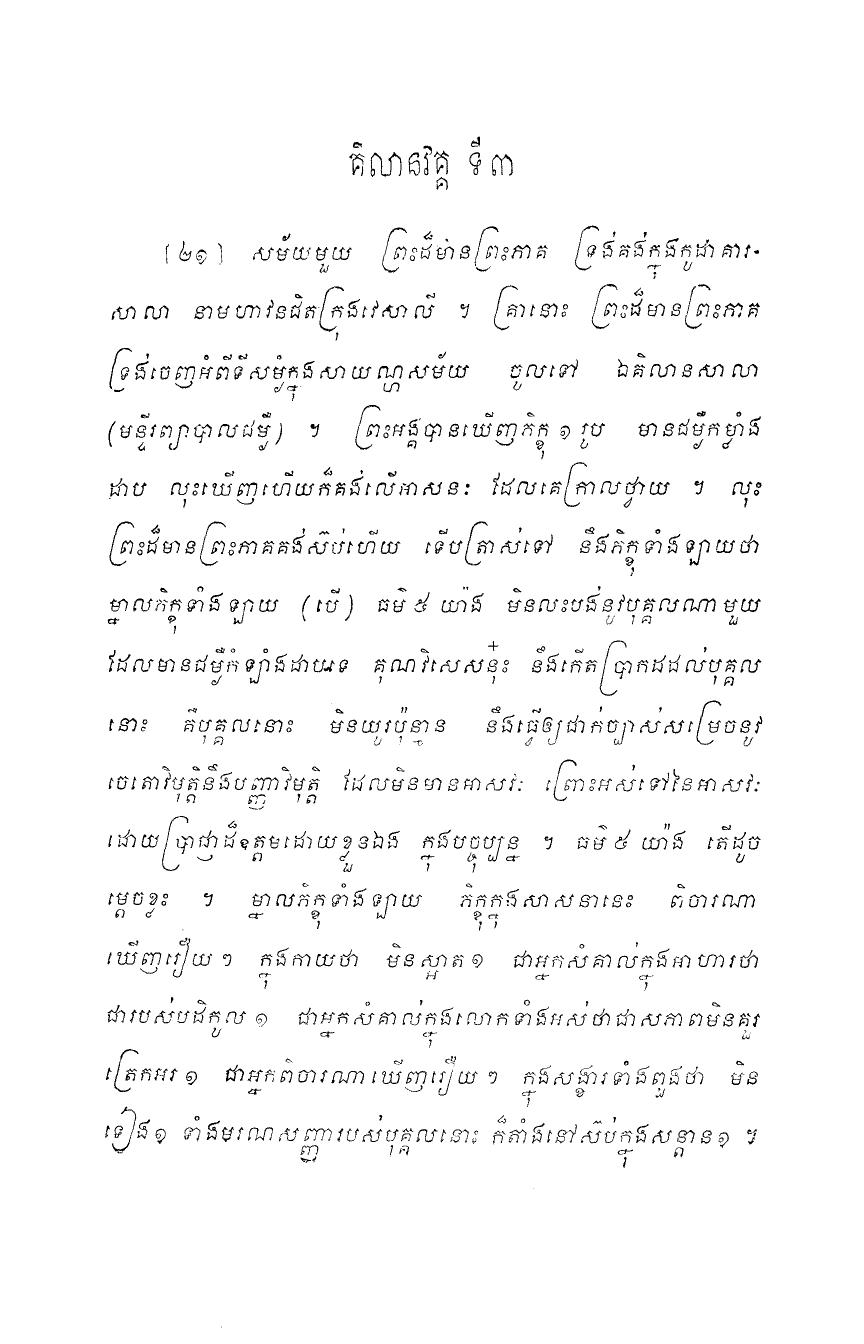 គិលានវគ្គ ទី៣
(២១) សម័យមួយ ព្រះដ៏មានព្រះភាគ ទ្រង់គង់ក្នុងកូដាគារ-
សាលា នាមហាវនជិតក្រុងវេសាលី ។ គ្រានោះ ព្រះដ៏មានព្រះភាគ
ទ្រង់ចេញអំពីទីសម្ងំក្នុងសាយណ្ហសម័យ ចូលទៅ ឯគិលានសាលា
(មន្ទីរព្យាបាលជម្ងឺ) ។ ព្រះអង្គបានឃើញភិក្ខុ ១ រូប មានជម្ងឺកម្លាំង
ដាប លុះឃើញហើយក៏គង់លើអាសនៈ ដែលគេក្រាលថ្វាយ ។ លុះ
ព្រះដ៏មានព្រះភាគគង់ស៊ប់ហើយ ទើបត្រាស់ទៅ នឹងភិក្ខុទាំងឡាយថា
ម្នាលភិក្ខុទាំងឡាយ (បើ) ធម៌ ៥ យ៉ាង មិនលះបង់នូវបុគ្គលណាមួយ
ដែលមានជម្ងឺកំឡាំងដាបទេ គុណវិសេសនុ៎ះ នឹងកើតប្រាកដដល់បុគ្គល
នោះ គឺបុគ្គលនោះ មិនយូរប៉ុន្មាន នឹងធ្វើឲ្យជាក់ច្បាស់សម្រេចនូវ
ចេតោវិមុត្តិនឹងបញ្ញាវិមុត្តិ ដែលមិនមានអាសវៈ ព្រោះអស់ទៅនៃអាសវៈ
ដោយប្រាជ្ញាដ៏ឧត្តមដោយខ្លួនឯង ក្នុងបច្ចុប្បន្ន ។ ធម៌ ៥ យ៉ាង តើដូច
ម្តេចខ្លះ ។ ម្នាលភិក្ខុទាំងឡាយ ភិក្ខុក្នុងសាសនានេះ ពិចារណា
ឃើញរឿយ ៗ ក្នុងកាយថា មិនស្អាត ១ ជាអ្នកសំគាល់ក្នុងអាហារថា
ជារបស់បដិកូល ១ ជាអ្នកសំគាល់ក្នុងលោកទាំងអស់ថាជាសភាពមិនគួរ
ត្រេកអរ ១ ជាអ្នកពិចារណាឃើញរឿយ ៗ ក្នុងសង្ខារទាំងពួងថា មិន
ទៀង ១ ទាំងមរណសញ្ញារបស់បុគ្គលនោះ ក៏តាំងនៅស៊ប់ក្នុងសន្តាន ១ ។